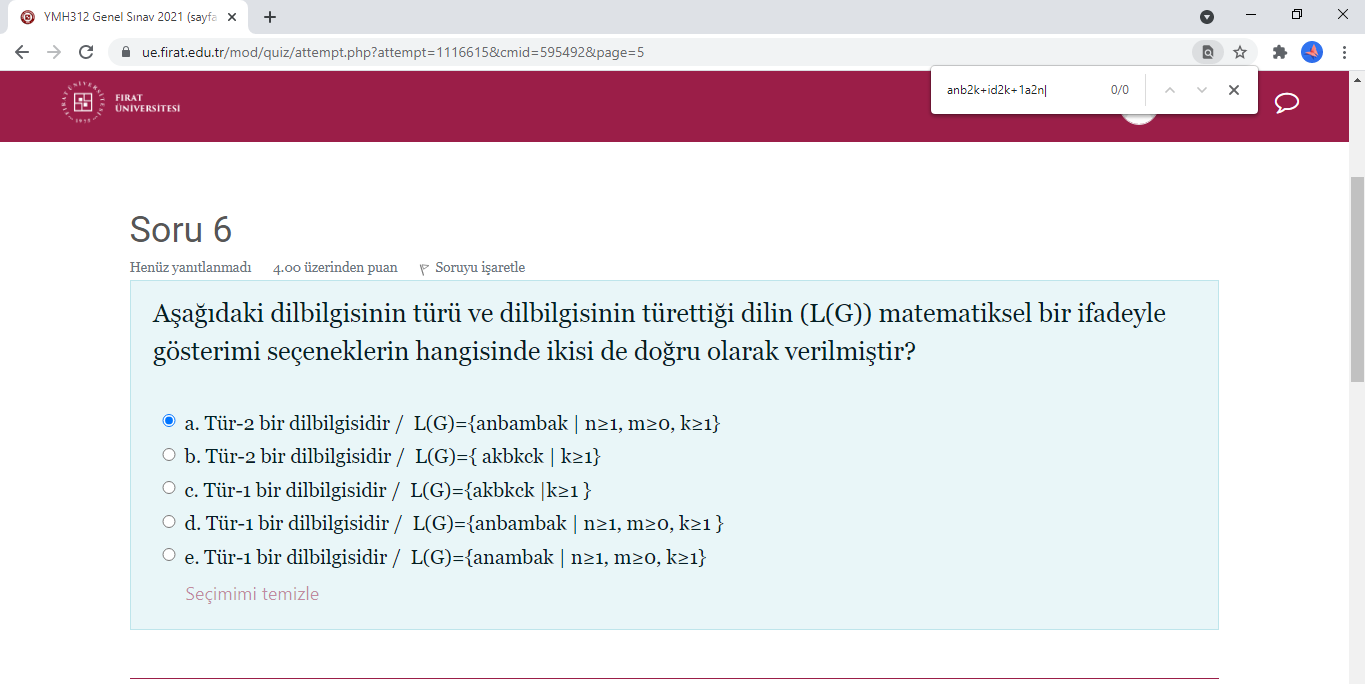 YMH312 Genel Sınav 2021 (sayfa
ue.firat.edu.tr/mod/quiz/attempt.php?attempt=1116615&cmid=595492&page=5
anb2k+id2k+1a2n
0/0
FIRAT
ÜNİVERSİTESİ
Soru 6
Henüz yanıtlanmadı 4.00 üzerinden puan Soruyu işaretle
Aşağıdaki dilbilgisinin türü ve dilbilgisinin türettiği dilin (L(G)) matematiksel bir ifadeyle
gösterimi seçeneklerin hangisinde ikisi de doğru olarak verilmiştir?
a. Tür-2 bir dilbilgisidir / L(G)={anbambak | n≥1, m≥0, k≥1}
b. Tür-2 bir dilbilgisidir / L(G)={ akbkck | k≥1}
c. Tür-1 bir dilbilgisidir / L(G)={akbkck |k≥1 }
d. Tür-1 bir dilbilgisidir / L(G)={anbambak | n≥1, m≥0, k≥1 }
e. Tür-1 bir dilbilgisidir / L(G)={anambak | n≥1, m≥0, k≥1}
Seçimimi temizle